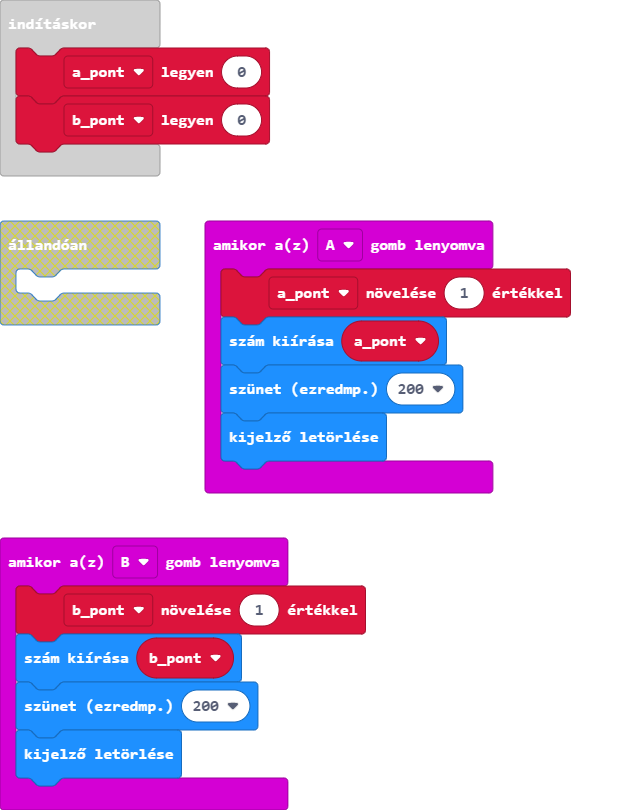 indításkor
a_pont legyen 0
b_pont legyen 0
állandóan
amikor a(z) A gomb lenyomva
a_pont növelése 1 értékkel
szám kiírása a_pont
szünet (ezredmp.) 200
kijelző letörlése
amikor a(z) B gomb lenyomva
b_pont növelése 1 értékkel
szám kiírása b_pont
szünet (ezredmp.) 200
kijelző letörlése